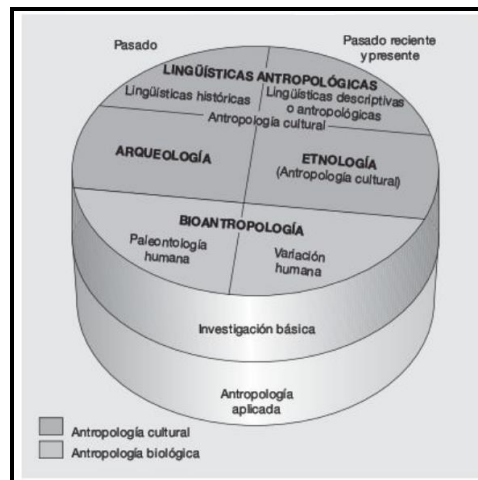 Pasado
Pasado reciente
y presente
LINGÜÍSTICAS ANTROPOLÓGICAS
Lingüísticas históricas
Lingüísticas descriptivas
o antropológicas
Antropología cultural
ARQUEOLOGÍA
ETNOLOGÍA
(Antropología cultural)
BIOANTROPOLOGÍA
Paleontología
humana
Variación
humana
Investigación básica
Antropología
aplicada
Antropología cultural
Antropología biológica